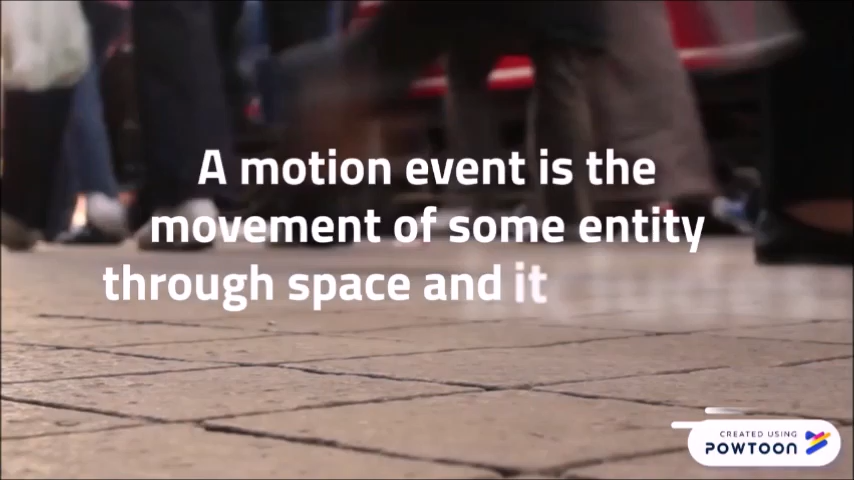 A motion event is the
movement of some entity
through space and it
CREATED USING
POWTOON